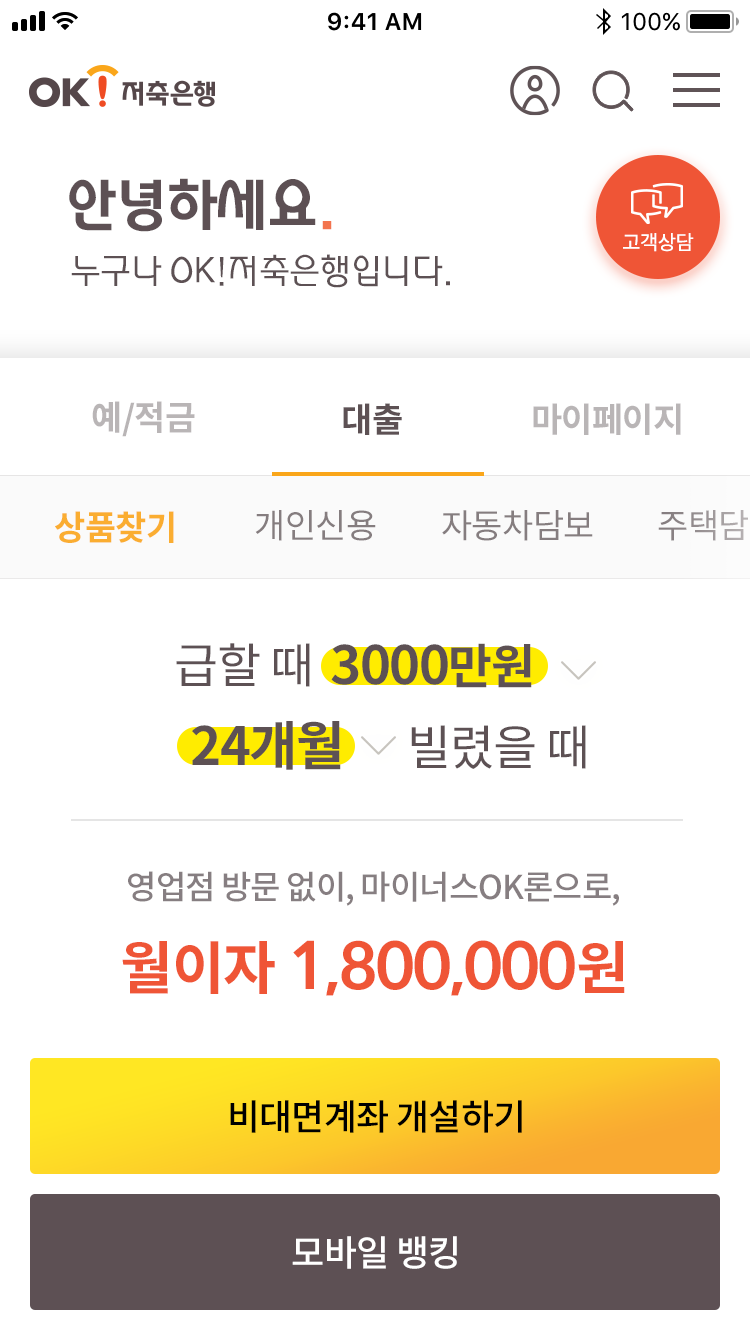 9:41 AM 100%
OK! 저축은행
안녕하세요.
누구나 OK!저축은행입니다.
고객상담
예/적금 대출 마이페이지
상품찾기 개인신용 자동차담보 주택담
급할 때 3000만원
24개월 빌렸을 때
영업점 방문 없이, 마이너스OK론으로,
월이자 1,800,000원
비대면계좌 개설하기
모바일 뱅킹